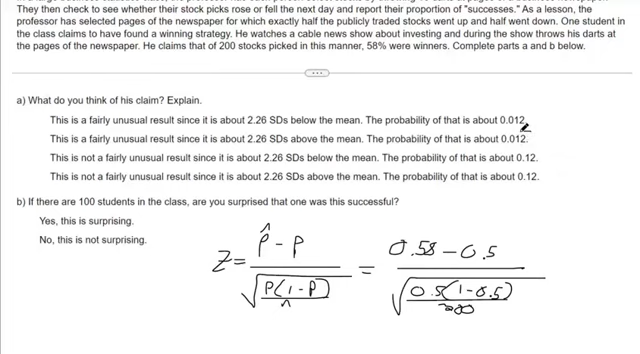 They then check to see whether their stock picks rose or fell the next day and report their proportion of "successes." As a lesson, the
professor has selected pages of the newspaper for which exactly half the publicly traded stocks went up and half went down. One student in
the class claims to have found a winning strategy. He watches a cable news show about investing and during the show throws his darts at
the pages of the newspaper. He claims that of 200 stocks picked in this manner, 58% were winners. Complete parts a and b below.
a) What do you think of his claim? Explain.
This is a fairly unusual result since it is about 2.26 SDs below the mean. The probability of that is about 0.012.
This is a fairly unusual result since it is about 2.26 SDs above the mean. The probability of that is about 0.012.
This is not a fairly unusual result since it is about 2.26 SDs below the mean. The probability of that is about 0.12.
This is not a fairly unusual result since it is about 2.26 SDs above the mean. The probability of that is about 0.12.
b) If there are 100 students in the class, are you surprised that one was this successful?
Yes, this is surprising.
No, this is not surprising.
Z = (p̂ - p) / √(p(1-p)/n) = (0.58 - 0.5) / √(0.5(1-0.5)/200)